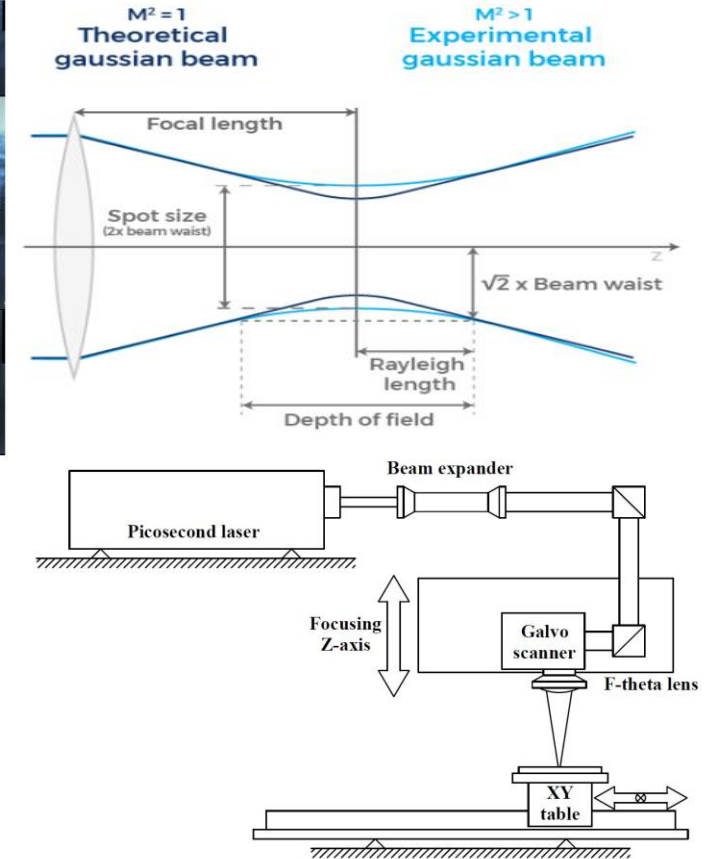 M² = 1
Theoretical
gaussian beam
M² > 1
Experimental
gaussian beam
Focal length
Spot size
(2x beam waist)
z
√2 x Beam waist
Rayleigh
length
Depth of field
Beam expander
Picosecond laser
Focusing
Z-axis
Galvo
scanner
F-theta lens
XY
table